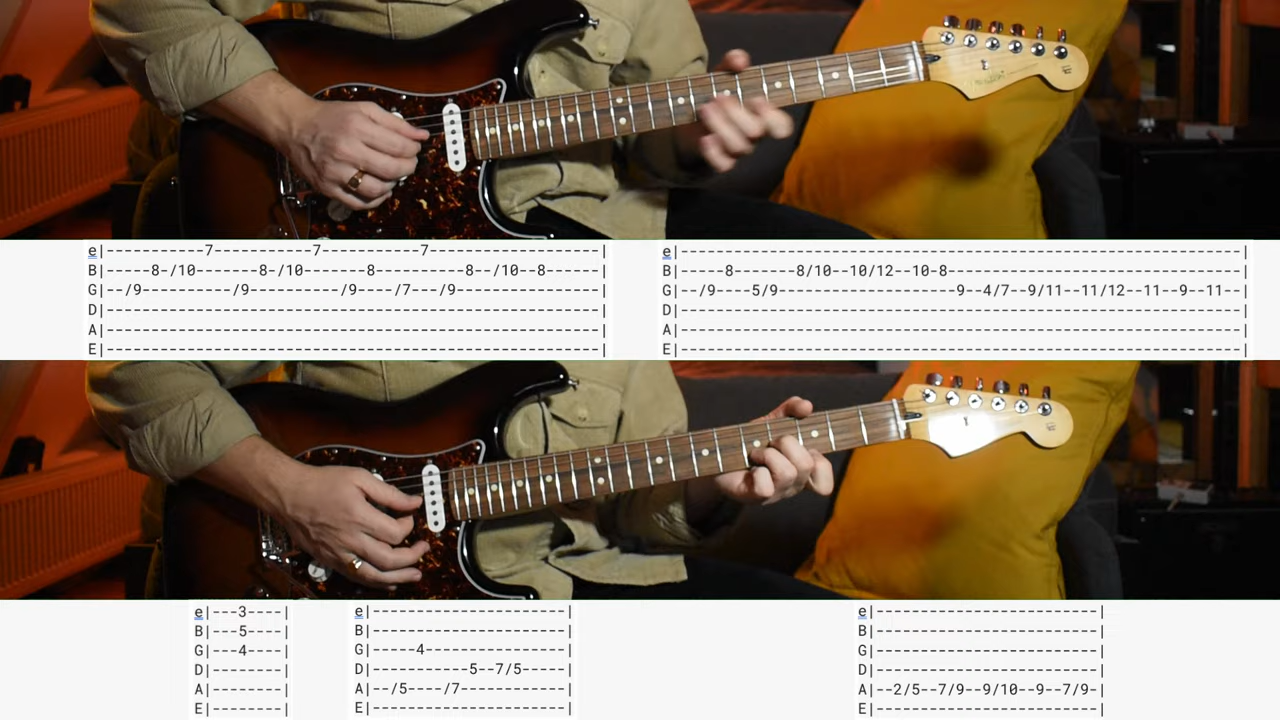 e|-----------7-----------7-----------7-------------------|
B|-----8-/10-------8-/10-------8----------8--/10--8------|
G|--/9----------/9----------/9----/7---/9----------------|
D|-------------------------------------------------------|
A|-------------------------------------------------------|
E|-------------------------------------------------------|
e|---------------------------------------------------------------|
B|-----8-------8/10--10/12--10-8---------------------------------|
G|--/9----5/9--------------------9--4/7--9/11--11/12--11--9--11--|
D|---------------------------------------------------------------|
A|---------------------------------------------------------------|
E|---------------------------------------------------------------|
e|---3----|
B|---5----|
G|---4----|
D|--------|
A|--------|
E|--------|
e|----------------------|
B|----------------------|
G|-----4----------------|
D|-----------5--7/5-----|
A|--/5----/7------------|
E|----------------------|
e|-------------------------|
B|-------------------------|
G|-------------------------|
D|-------------------------|
A|--2/5--7/9--9/10--9--7/9-|
E|-------------------------|